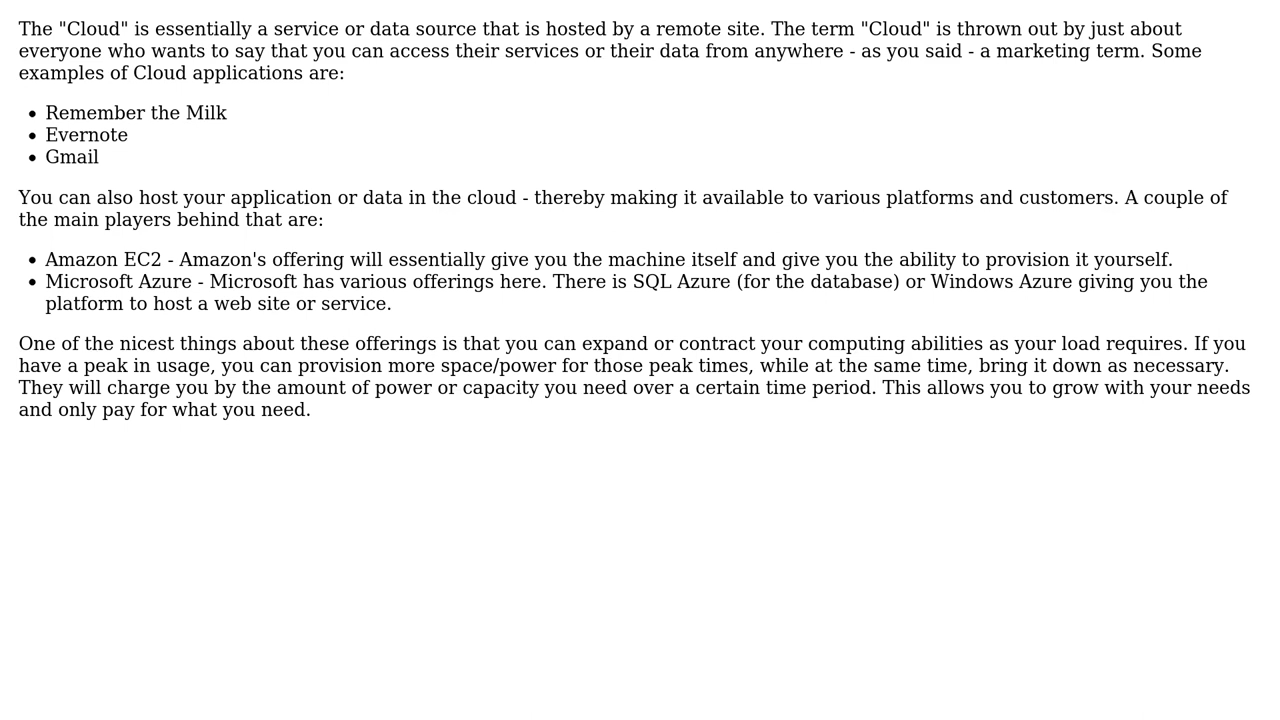 The "Cloud" is essentially a service or data source that is hosted by a remote site. The term "Cloud" is thrown out by just about
everyone who wants to say that you can access their services or their data from anywhere - as you said - a marketing term. Some
examples of Cloud applications are:
• Remember the Milk
• Evernote
• Gmail
You can also host your application or data in the cloud - thereby making it available to various platforms and customers. A couple of
the main players behind that are:
• Amazon EC2 - Amazon's offering will essentially give you the machine itself and give you the ability to provision it yourself.
• Microsoft Azure - Microsoft has various offerings here. There is SQL Azure (for the database) or Windows Azure giving you the
platform to host a web site or service.
One of the nicest things about these offerings is that you can expand or contract your computing abilities as your load requires. If you
have a peak in usage, you can provision more space/power for those peak times, while at the same time, bring it down as necessary.
They will charge you by the amount of power or capacity you need over a certain time period. This allows you to grow with your needs
and only pay for what you need.